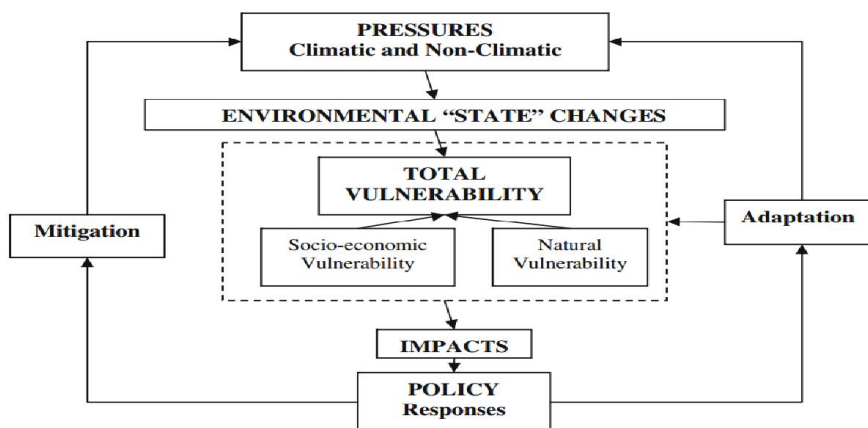 PRESSURES
Climatic and Non-Climatic
ENVIRONMENTAL “STATE” CHANGES
TOTAL
VULNERABILITY
Mitigation
Socio-economic
Vulnerability
Natural
Vulnerability
Adaptation
IMPACTS
POLICY
Responses